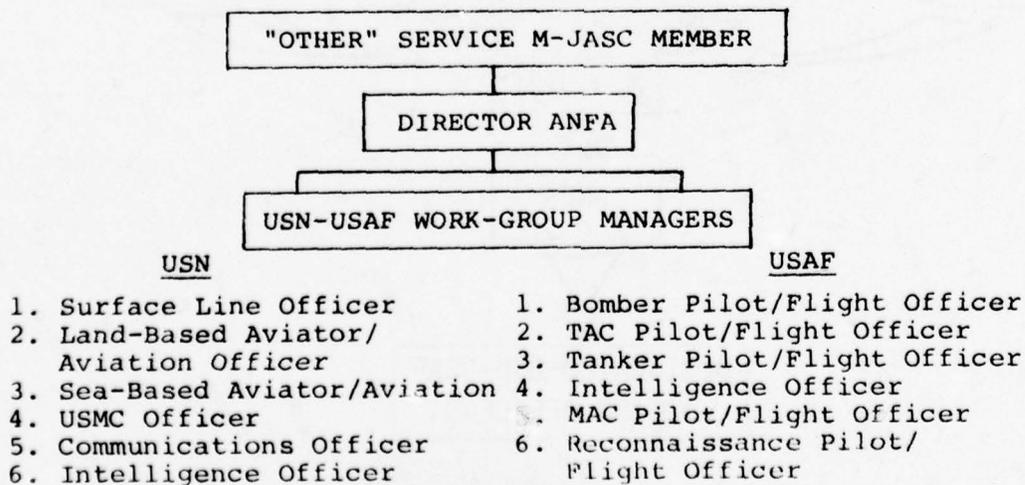 "OTHER" SERVICE M-JASC MEMBER
DIRECTOR ANFA
USN-USAF WORK-GROUP MANAGERS
USN
1. Surface Line Officer
2. Land-Based Aviator/
Aviation Officer
3. Sea-Based Aviator/Aviation
4. USMC Officer
5. Communications Officer
6. Intelligence Officer
USAF
1. Bomber Pilot/Flight Officer
2. TAC Pilot/Flight Officer
3. Tanker Pilot/Flight Officer
4. Intelligence Officer
5. MAC Pilot/Flight Officer
6. Reconnaissance Pilot/
Flight Officer